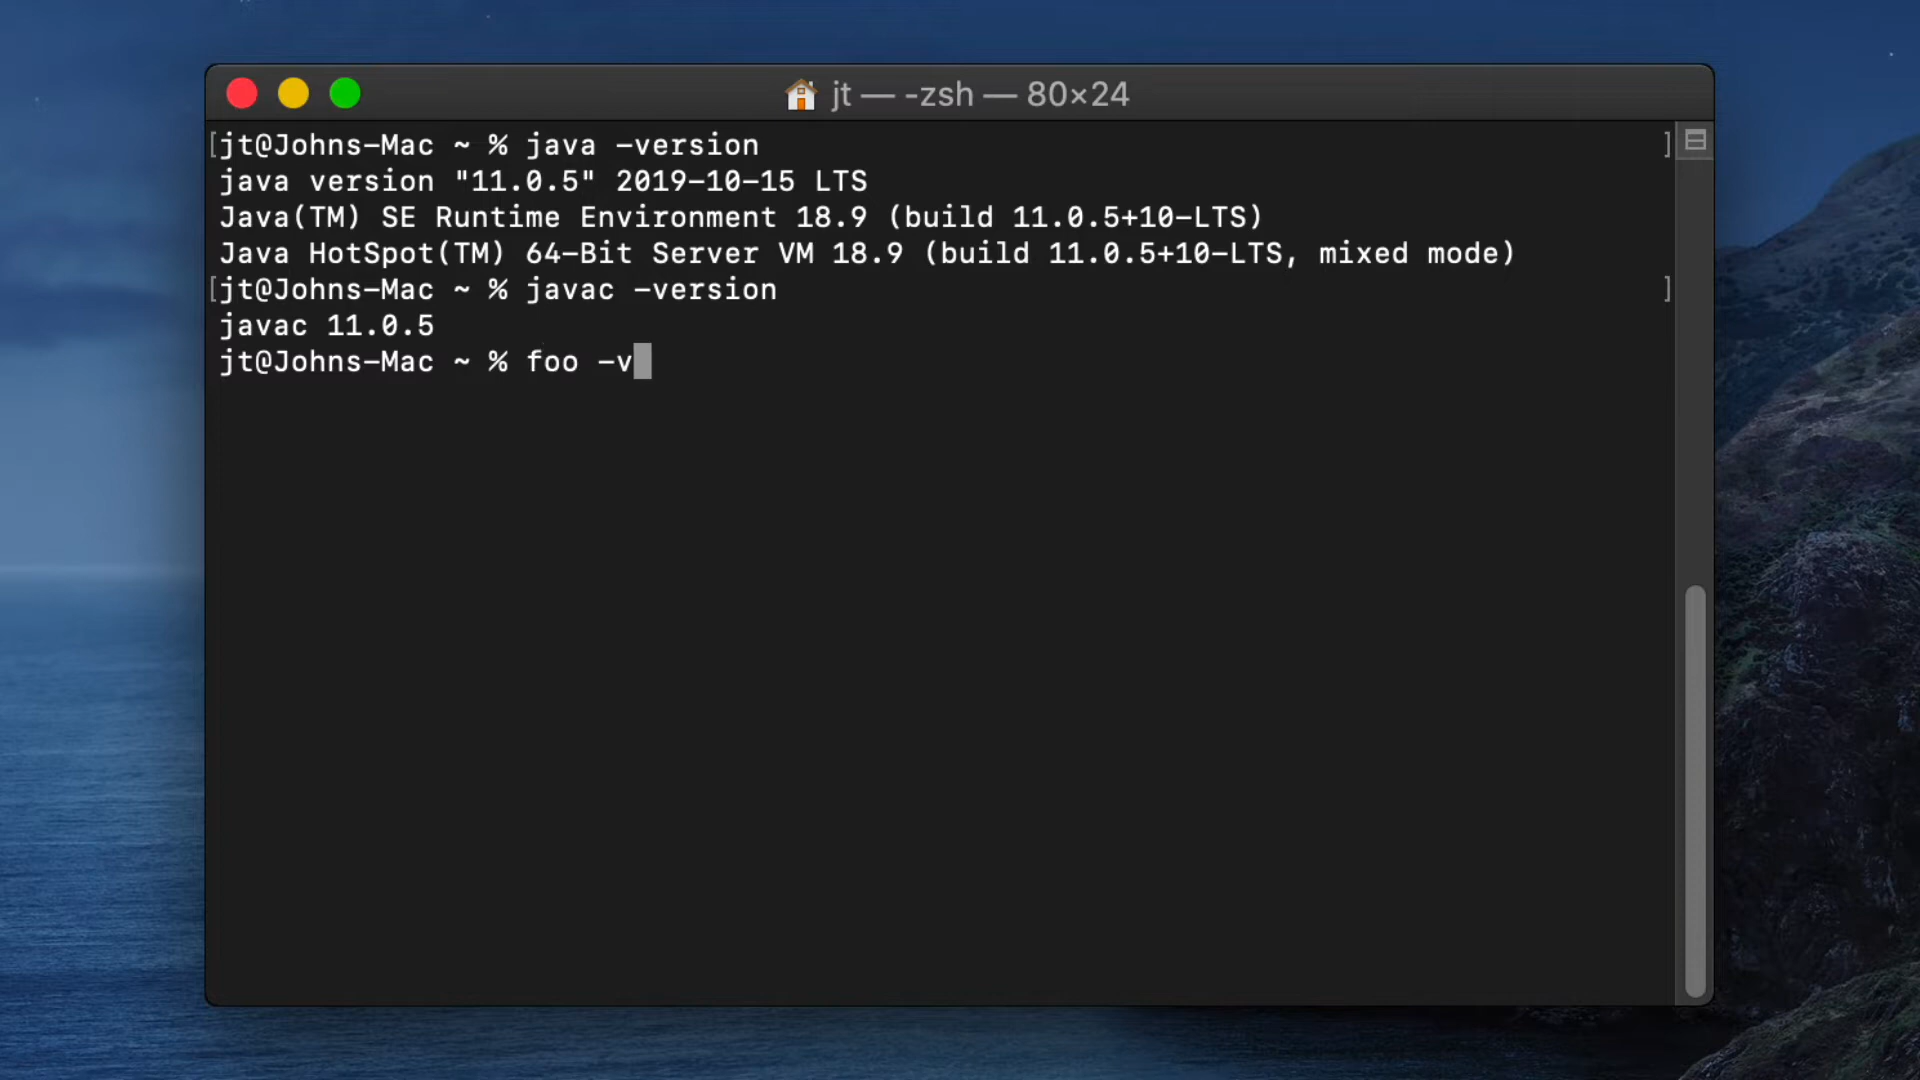 jt — -zsh — 80×24
[jt@Johns-Mac ~ % java -version ]
java version "11.0.5" 2019-10-15 LTS
Java(TM) SE Runtime Environment 18.9 (build 11.0.5+10-LTS)
Java HotSpot(TM) 64-Bit Server VM 18.9 (build 11.0.5+10-LTS, mixed mode)
[jt@Johns-Mac ~ % javac -version ]
javac 11.0.5
jt@Johns-Mac ~ % foo -v